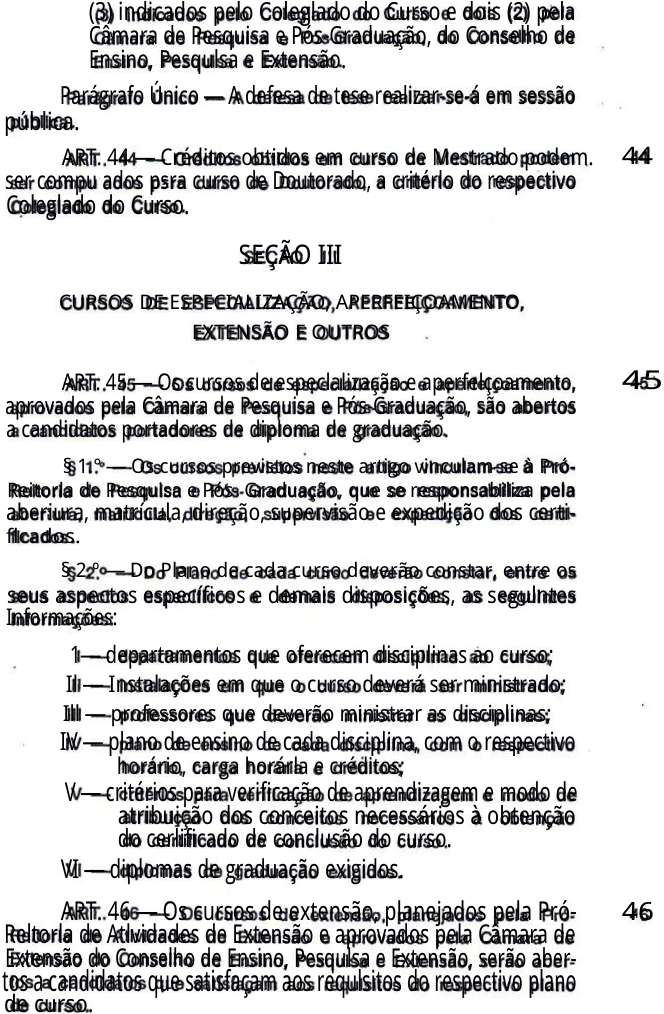 (3) indicados pelo Colegiado do Curso e dois (2) pela
Câmara de Pesquisa e Pós-Graduação, do Conselho de
Ensino, Pesquisa e Extensão.
Parágrafo Único — A defesa de tese realizar-se-á em sessão
pública.
ART. 44 — Créditos obtidos em curso de Mestrado podem. 44
ser compu ados para curso de Doutorado, a critério do respectivo
Colegiado do Curso.
SEÇÃO III
CURSOS DE ESPECIALIZAÇÃO, APERFEIÇOAMENTO,
EXTENSÃO E OUTROS
ART. 45 — Os cursos de especialização e aperfeiçoamento, 45
aprovados pela Câmara de Pesquisa e Pós-Graduação, são abertos
a candidatos portadores de diploma de graduação.
§ 1.º — Os cursos previstos neste artigo vinculam-se à Pró-
Reitoria de Pesquisa e Pós-Graduação, que se responsabiliza pela
abertura, matrícula, direção, supervisão e expedição dos certi-
ficados.
§ 2.º — Do Plano de cada curso deverão constar, entre os
seus aspectos específicos e demais disposições, as seguintes
Informações:
I — departamentos que oferecem disciplinas ao curso;
II — Instalações em que o curso deverá ser ministrado;
III — professores que deverão ministrar as disciplinas;
IV — plano de ensino de cada disciplina, com o respectivo
horário, carga horária e créditos;
V — critérios para verificação de aprendizagem e modo de
atribuição dos conceitos necessários à obtenção
do certificado de conclusão do curso.
VI — diplomas de graduação exigidos.
ART. 46 — Os cursos de extensão, planejados pela Pró- 46
Reitoria de Atividades de Extensão e aprovados pela Câmara de
Extensão do Conselho de Ensino, Pesquisa e Extensão, serão aber-
tos a candidatos que satisfaçam aos requisitos do respectivo plano
de curso.